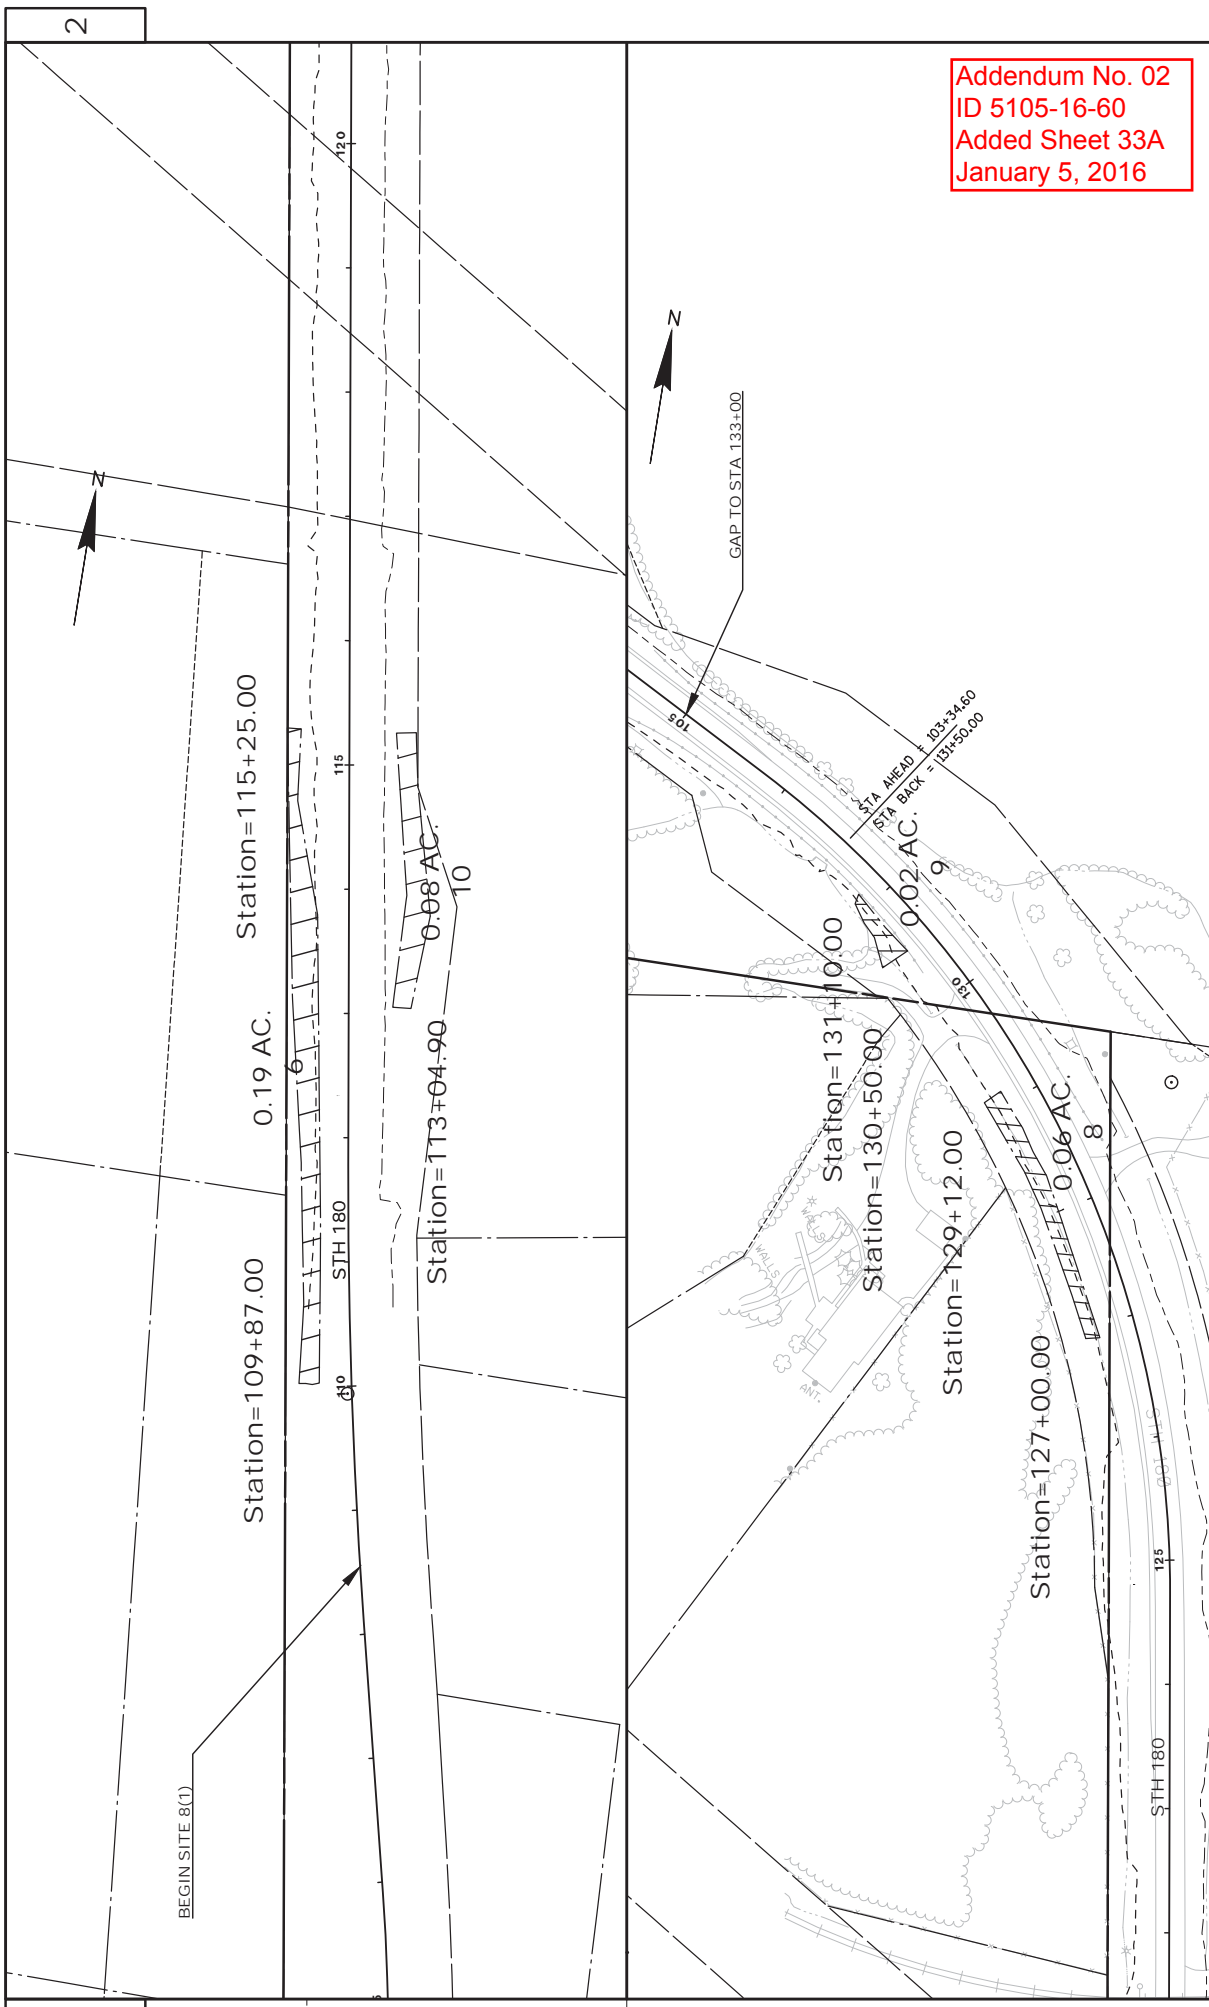 2
Addendum No. 02
ID 5105-16-60
Added Sheet 33A
January 5, 2016
120
N
N
GAP TO STA 133+00
Station=115+25.00
115
105
STA AHEAD = 103+34.60
STA BACK = 131+50.00
0.08 AC.
10
0.02 AC.
9
0.19 AC.
6
Station=113+04.90
Station=131+10.00
Station=130+50.00
130
0.06 AC.
8
STH 180
Station=109+87.00
110
Station=129+12.00
WALLS
WALLS
ANT.
Station=127+00.00
STH 180
125
BEGIN SITE 8(1)
STH 180